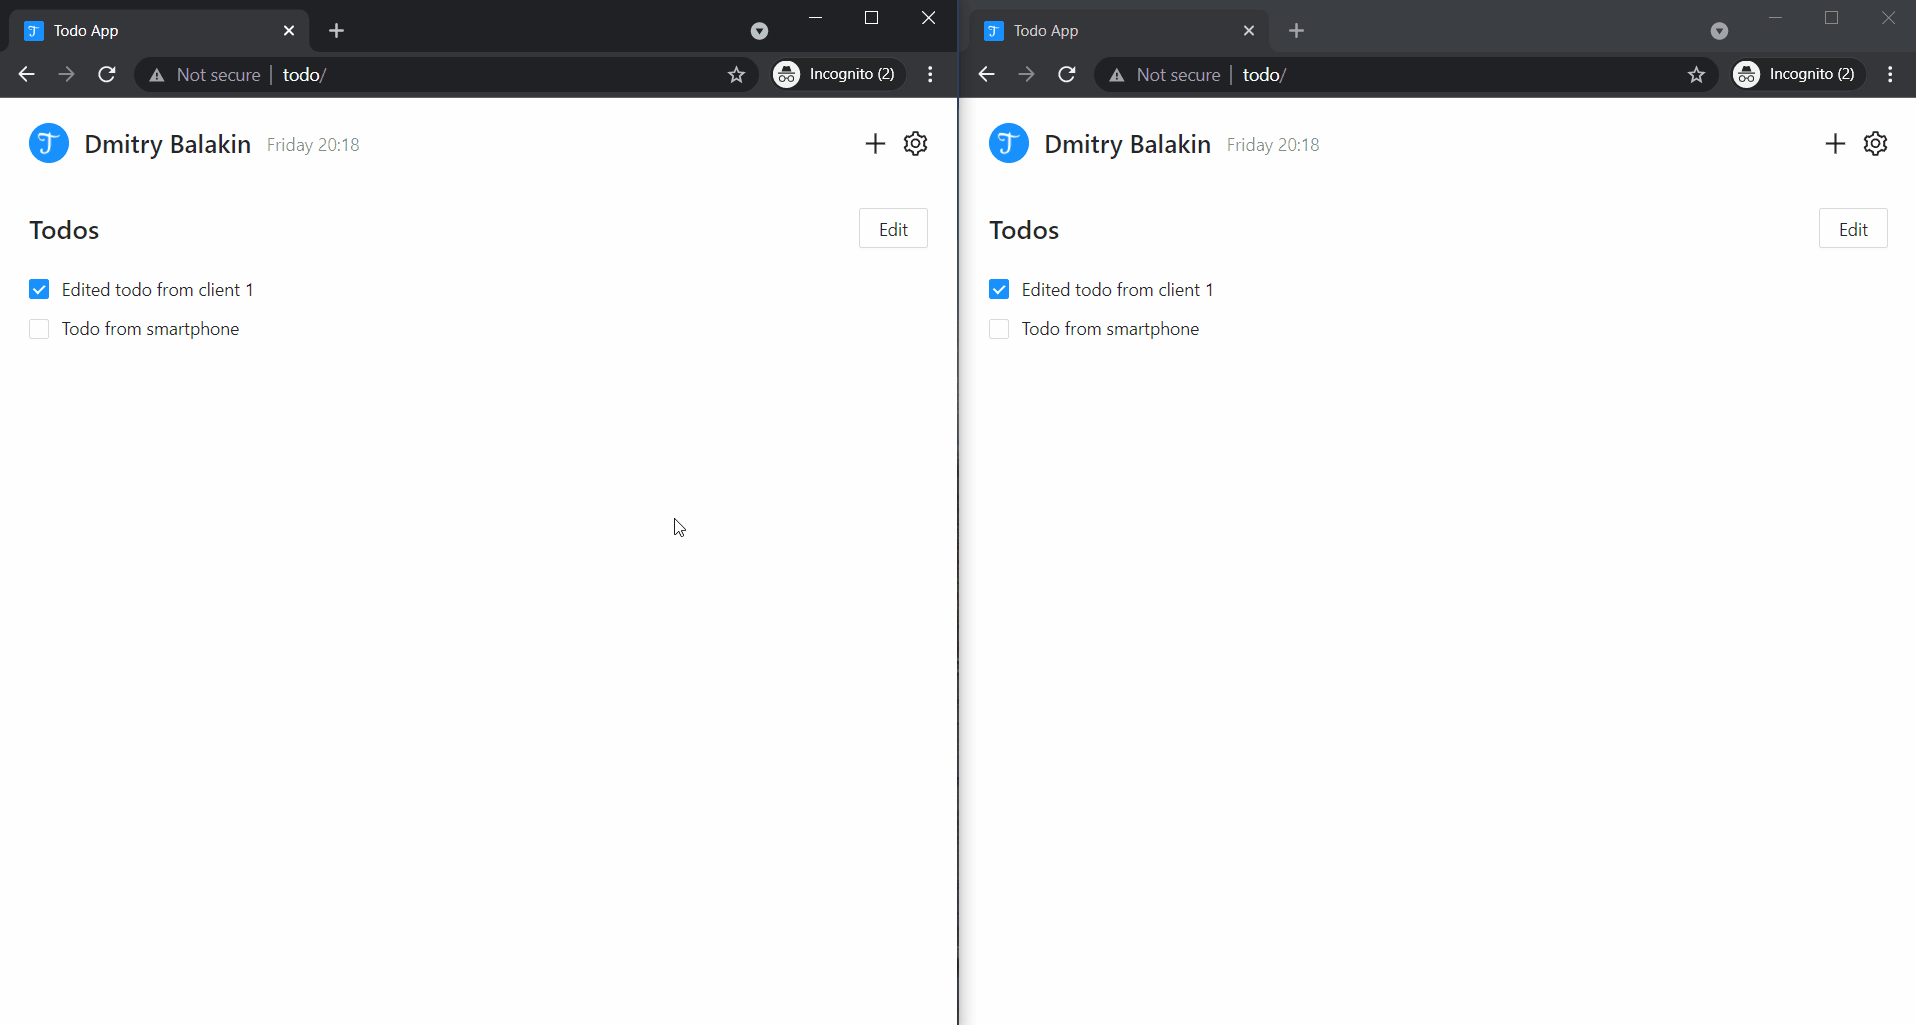 Todo App
Not secure | todo/
Incognito (2)
Dmitry Balakin Friday 20:18
Todos
Edit
Edited todo from client 1
Todo from smartphone
Todo App
Not secure | todo/
Incognito (2)
Dmitry Balakin Friday 20:18
Todos
Edit
Edited todo from client 1
Todo from smartphone